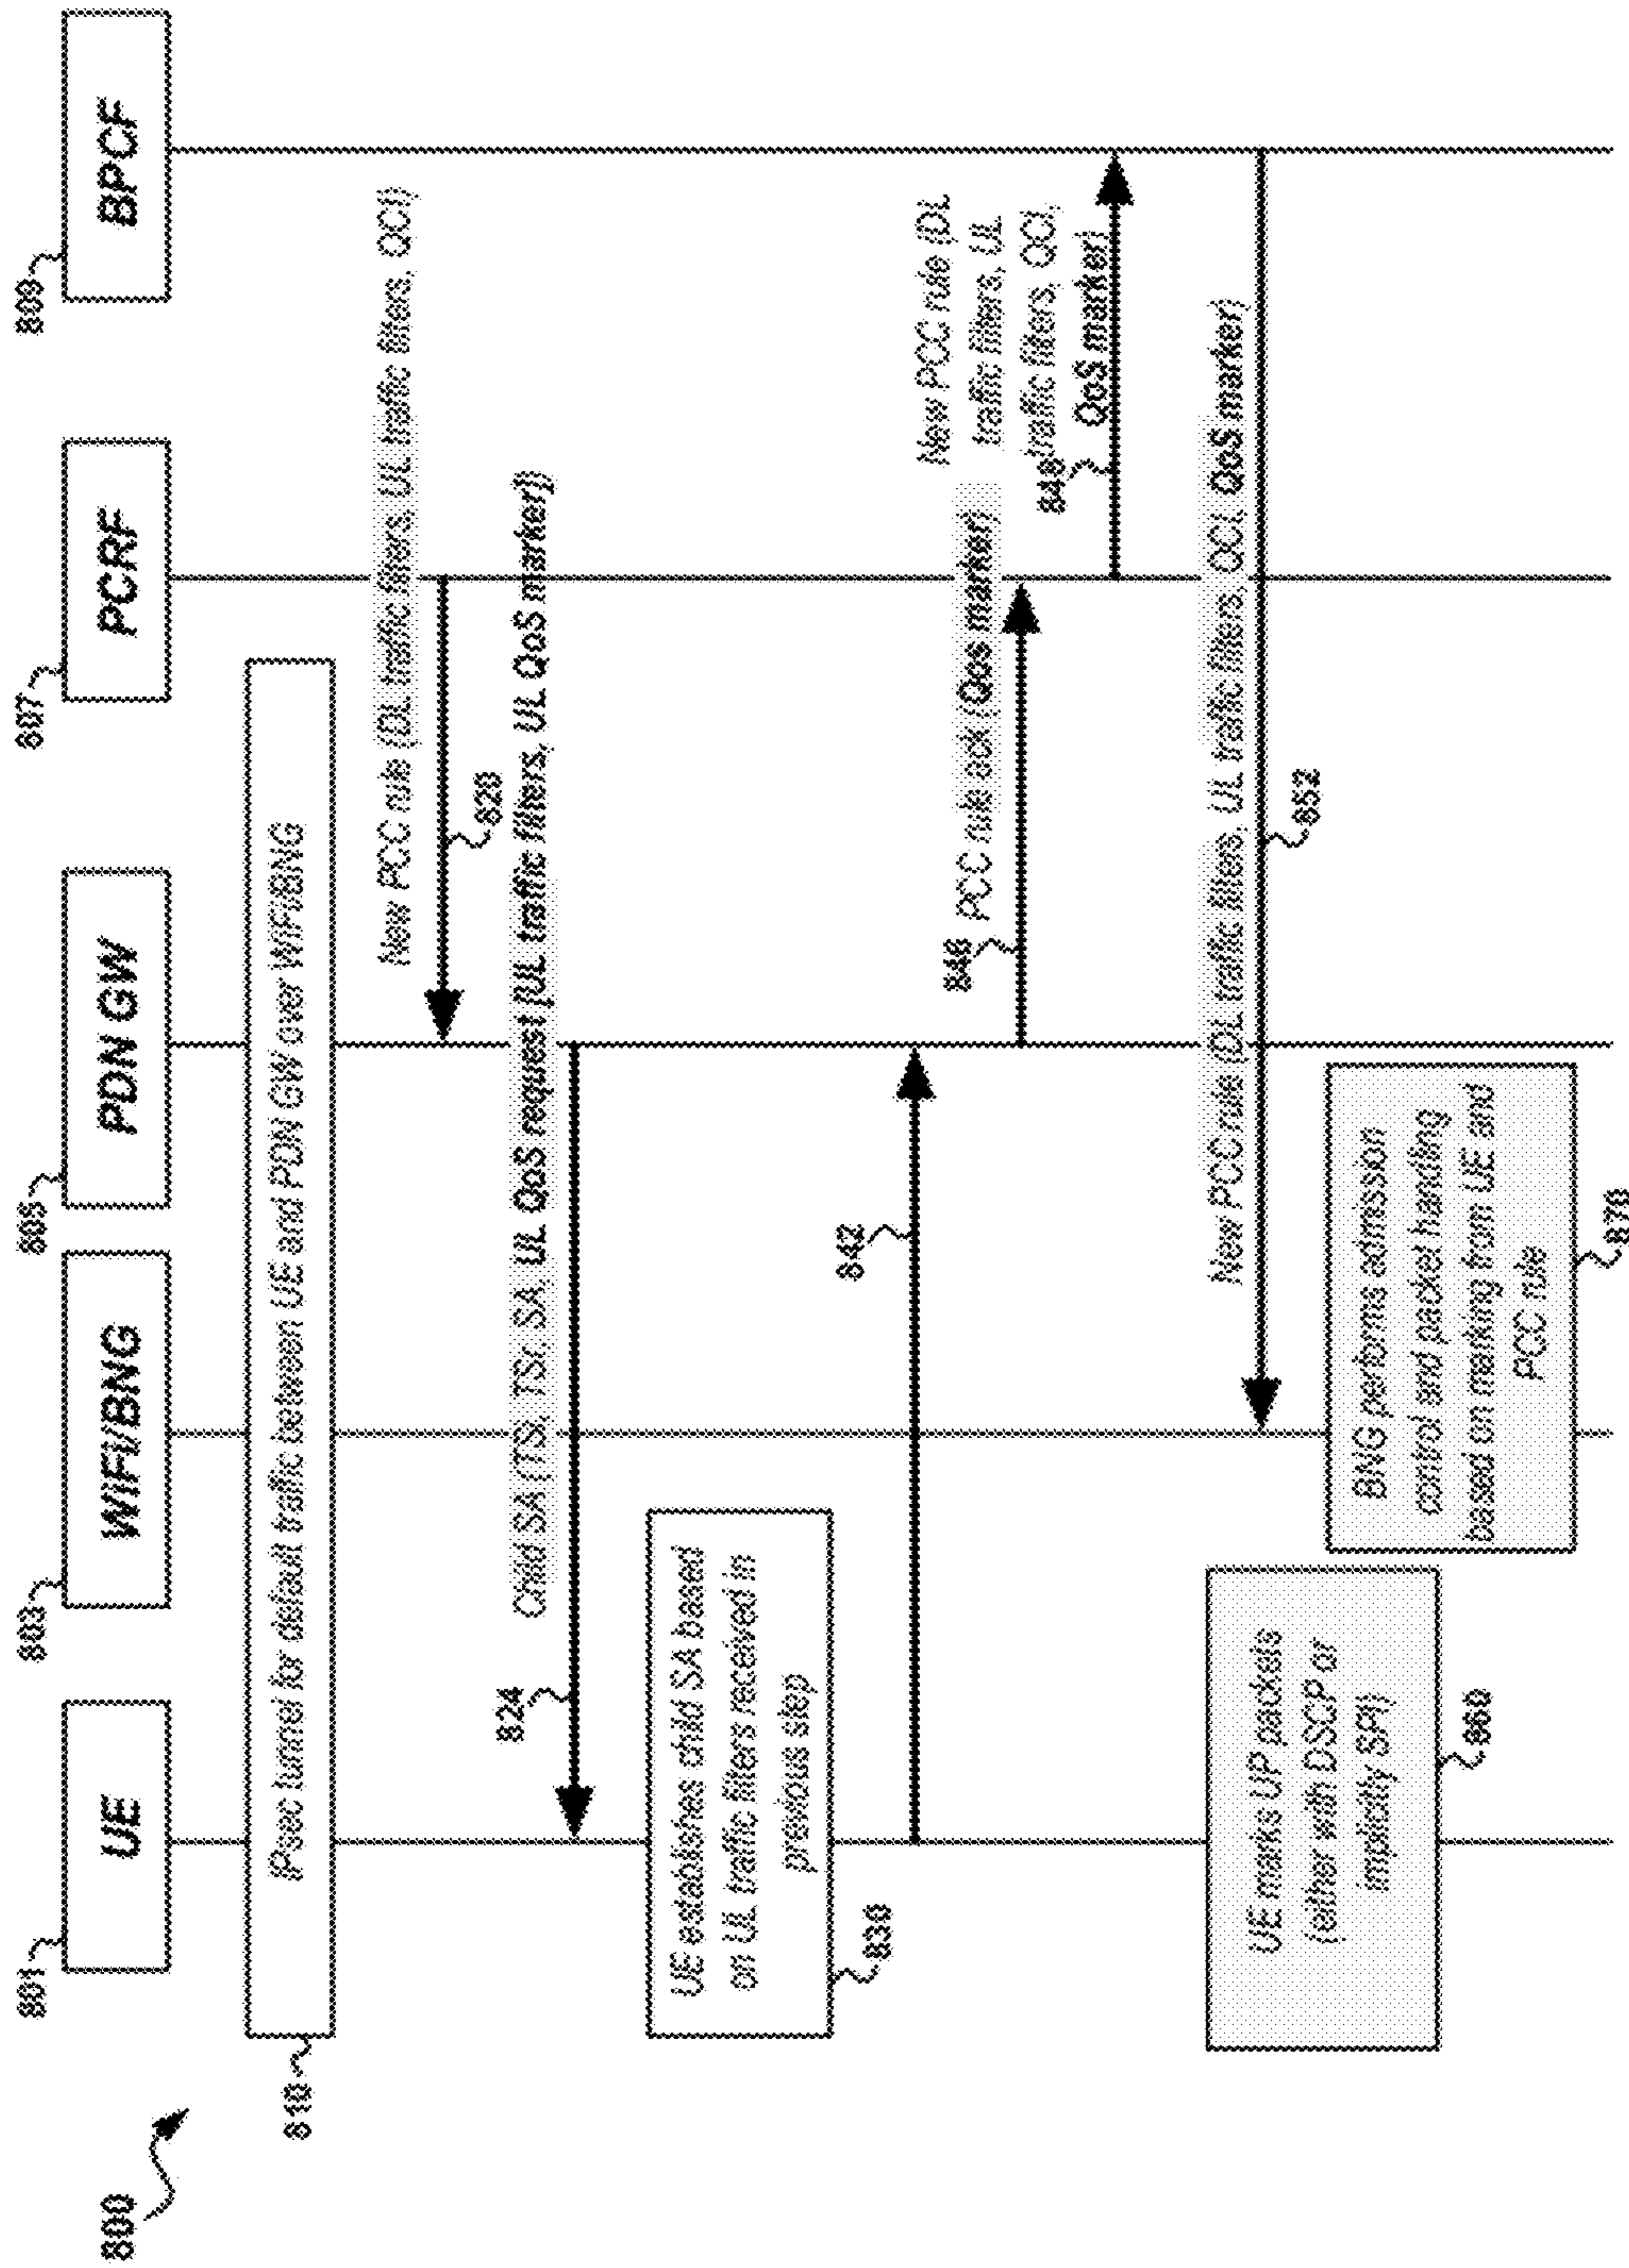 800
801
UE
803
WiFi/BNG
805
PDN GW
807
PCRF
809
BPCF
810
IPsec tunnel for default traffic between UE and PDN GW over WiFi/BNG
New PCC rule (DL traffic filters, UL traffic filters, QCI)
820
Child SA (TSi, TSr, SA, UL QoS request [UL traffic filters, UL QoS marker])
824
UE establishes child SA based
on UL traffic filters received in
previous step
830
842
PCC rule ack (Qos marker)
846
New PCC rule (DL
traffic filters, UL
traffic filters, QCI,
QoS marker)
848
New PCC rule (DL traffic filters, UL traffic filters, QCI, QoS marker)
852
UE marks UP packets
(either with DSCP or
implicitly SPI)
860
BNG performs admission
control and packet handling
based on marking from UE and
PCC rule
870